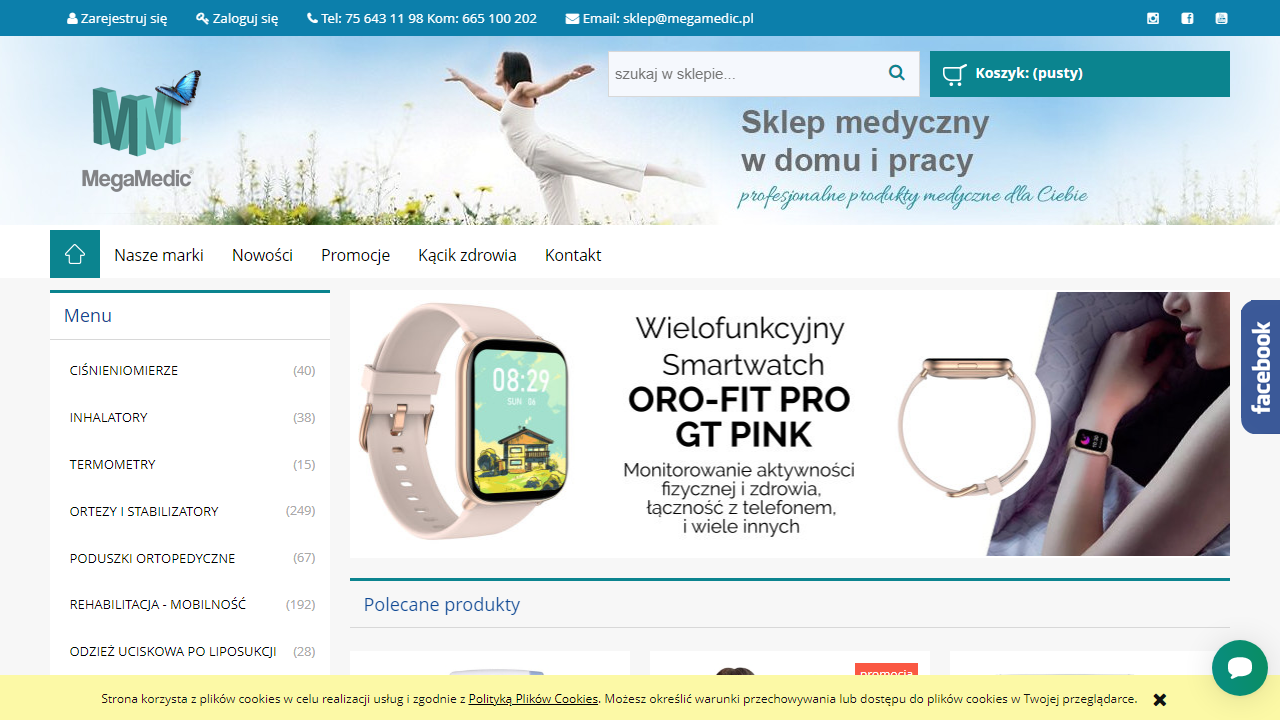 Zarejestruj się
Zaloguj się
Tel: 75 643 11 98 Kom: 665 100 202
Email: sklep@megamedic.pl
szukaj w sklepie...
Koszyk: (pusty)
MM
MegaMedic
Sklep medyczny
w domu i pracy
profesjonalne produkty medyczne dla Ciebie
Nasze marki
Nowości
Promocje
Kącik zdrowia
Kontakt
Menu
CIŚNIENIOMIERZE (40)
INHALATORY (38)
TERMOMETRY (15)
ORTEZY I STABILIZATORY (249)
PODUSZKI ORTOPEDYCZNE (67)
REHABILITACJA - MOBILNOŚĆ (192)
ODZIEŻ UCISKOWA PO LIPOSUKCJI (28)
08:29
SUN 06
Wielofunkcyjny
Smartwatch
ORO-FIT PRO
GT PINK
Monitorowanie aktywności
fizycznej i zdrowia,
łączność z telefonem,
i wiele innych
facebook
Polecane produkty
promocja
Strona korzysta z plików cookies w celu realizacji usług i zgodnie z Polityką Plików Cookies. Możesz określić warunki przechowywania lub dostępu do plików cookies w Twojej przeglądarce.